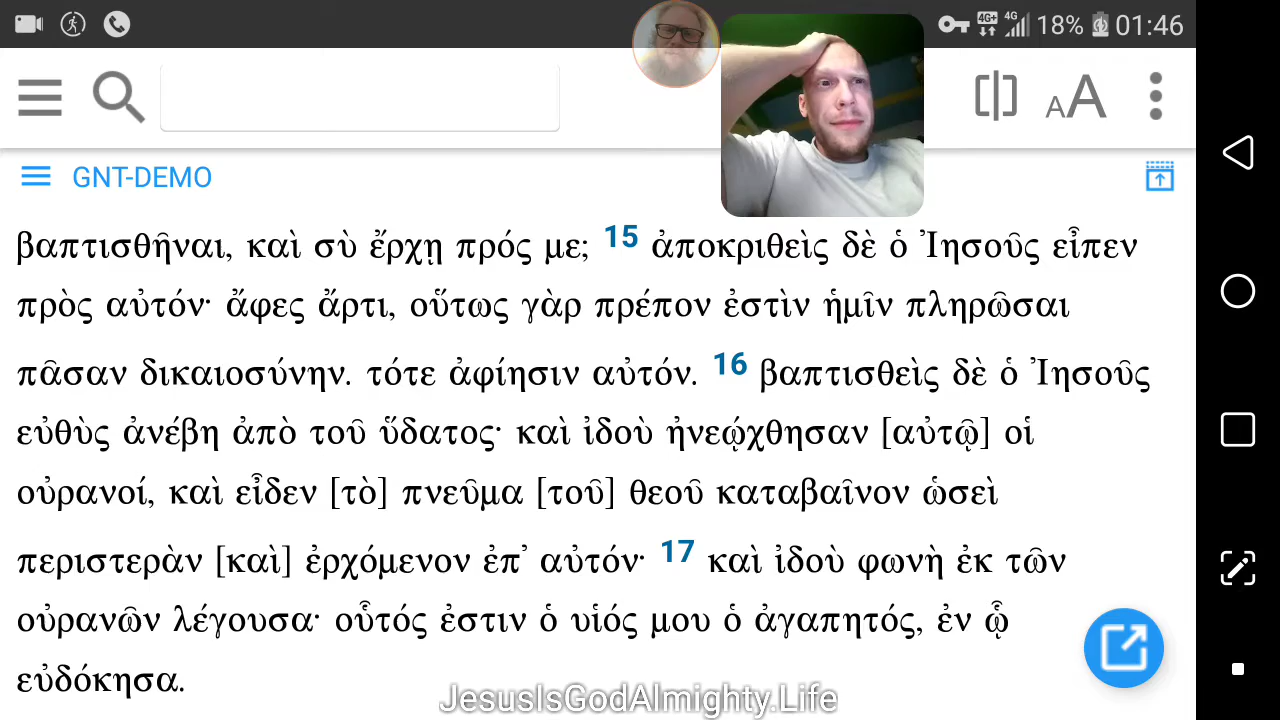 18% 01:46
AA
GNT-DEMO
βαπτισθῆναι, καὶ σὺ ἔρχῃ πρός με; 15 ἀποκριθεὶς δὲ ὁ Ἰησοῦς εἶπεν
πρὸς αὐτόν· ἄφες ἄρτι, οὕτως γὰρ πρέπον ἐστὶν ἡμῖν πληρῶσαι
πᾶσαν δικαιοσύνην. τότε ἀφίησιν αὐτόν. 16 βαπτισθεὶς δὲ ὁ Ἰησοῦς
εὐθὺς ἀνέβη ἀπὸ τοῦ ὕδατος· καὶ ἰδοὺ ἠνεῴχθησαν [αὐτῷ] οἱ
οὐρανοί, καὶ εἶδεν [τὸ] πνεῦμα [τοῦ] θεοῦ καταβαῖνον ὡσεὶ
περιστερὰν [καὶ] ἐρχόμενον ἐπ’ αὐτόν· 17 καὶ ἰδοὺ φωνὴ ἐκ τῶν
οὐρανῶν λέγουσα· οὗτός ἐστιν ὁ υἱός μου ὁ ἀγαπητός, ἐν ᾧ
εὐδόκησα.
JesusIsGodAlmighty.Life